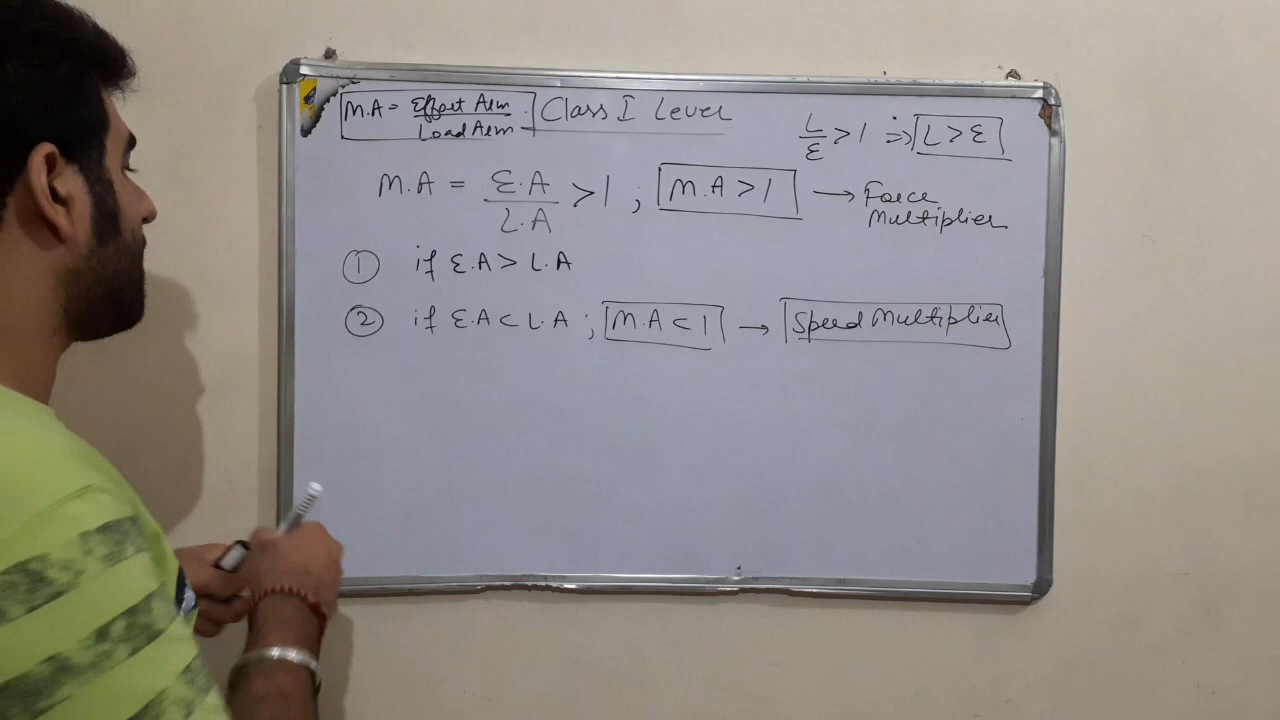 M.A = Effort Arm / Load Arm
Class I Lever
L/E > 1 ⇒ L > E
M.A = E.A / L.A > 1 ; M.A > 1 → Force Multiplier
① if E.A > L.A
② if E.A < L.A ; M.A < 1 → Speed Multiplier